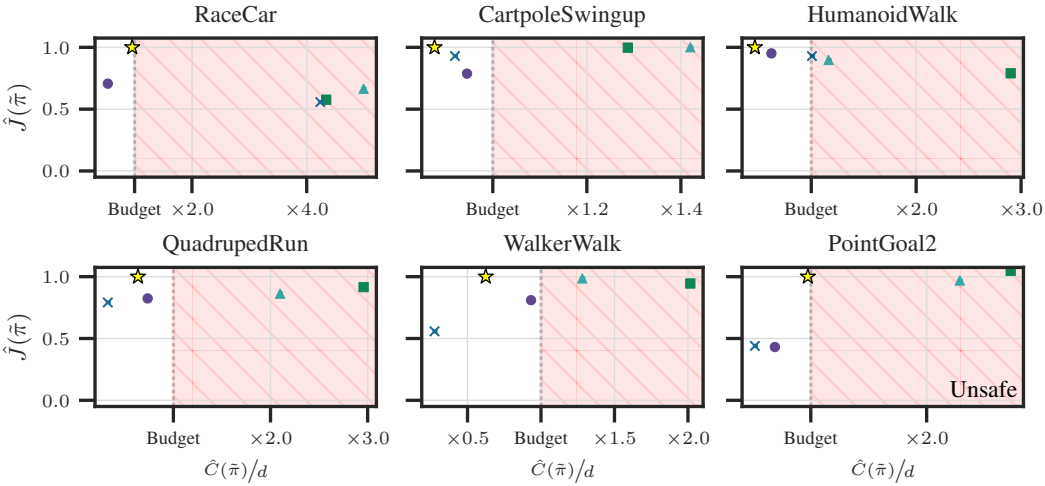 RaceCar
CartpoleSwingup
HumanoidWalk
1.0
0.5
0.0
Ĵ(π̃)
Budget ×2.0 ×4.0
Budget ×1.2 ×1.4
Budget ×2.0 ×3.0
QuadrupedRun
WalkerWalk
PointGoal2
1.0
0.5
0.0
Ĵ(π̃)
Unsafe
Budget ×2.0 ×3.0
×0.5 Budget ×1.5 ×2.0
Budget ×2.0
Ĉ(π̃)/d
Ĉ(π̃)/d
Ĉ(π̃)/d